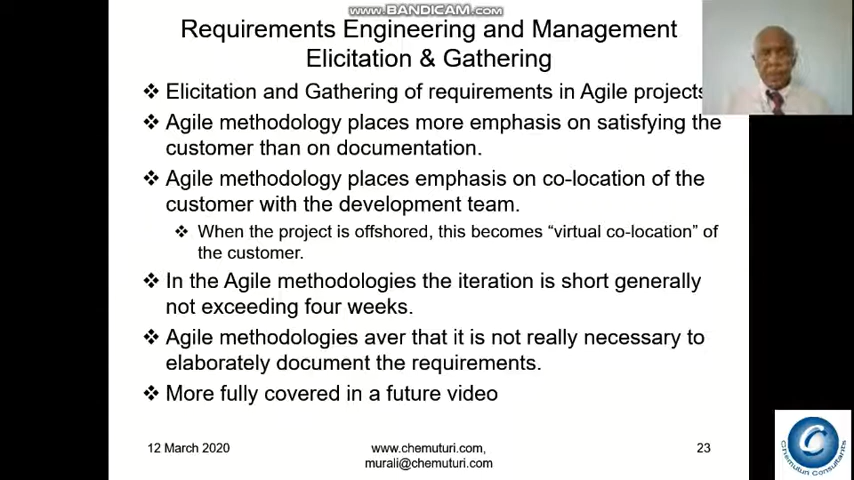 www.BANDICAM.com
Requirements Engineering and Management
Elicitation & Gathering
❖ Elicitation and Gathering of requirements in Agile projects
❖ Agile methodology places more emphasis on satisfying the
customer than on documentation.
❖ Agile methodology places emphasis on co-location of the
customer with the development team.
❖ When the project is offshored, this becomes “virtual co-location” of
the customer.
❖ In the Agile methodologies the iteration is short generally
not exceeding four weeks.
❖ Agile methodologies aver that it is not really necessary to
elaborately document the requirements.
❖ More fully covered in a future video
12 March 2020
www.chemuturi.com,
murali@chemuturi.com
23
Chemuturi Consultants